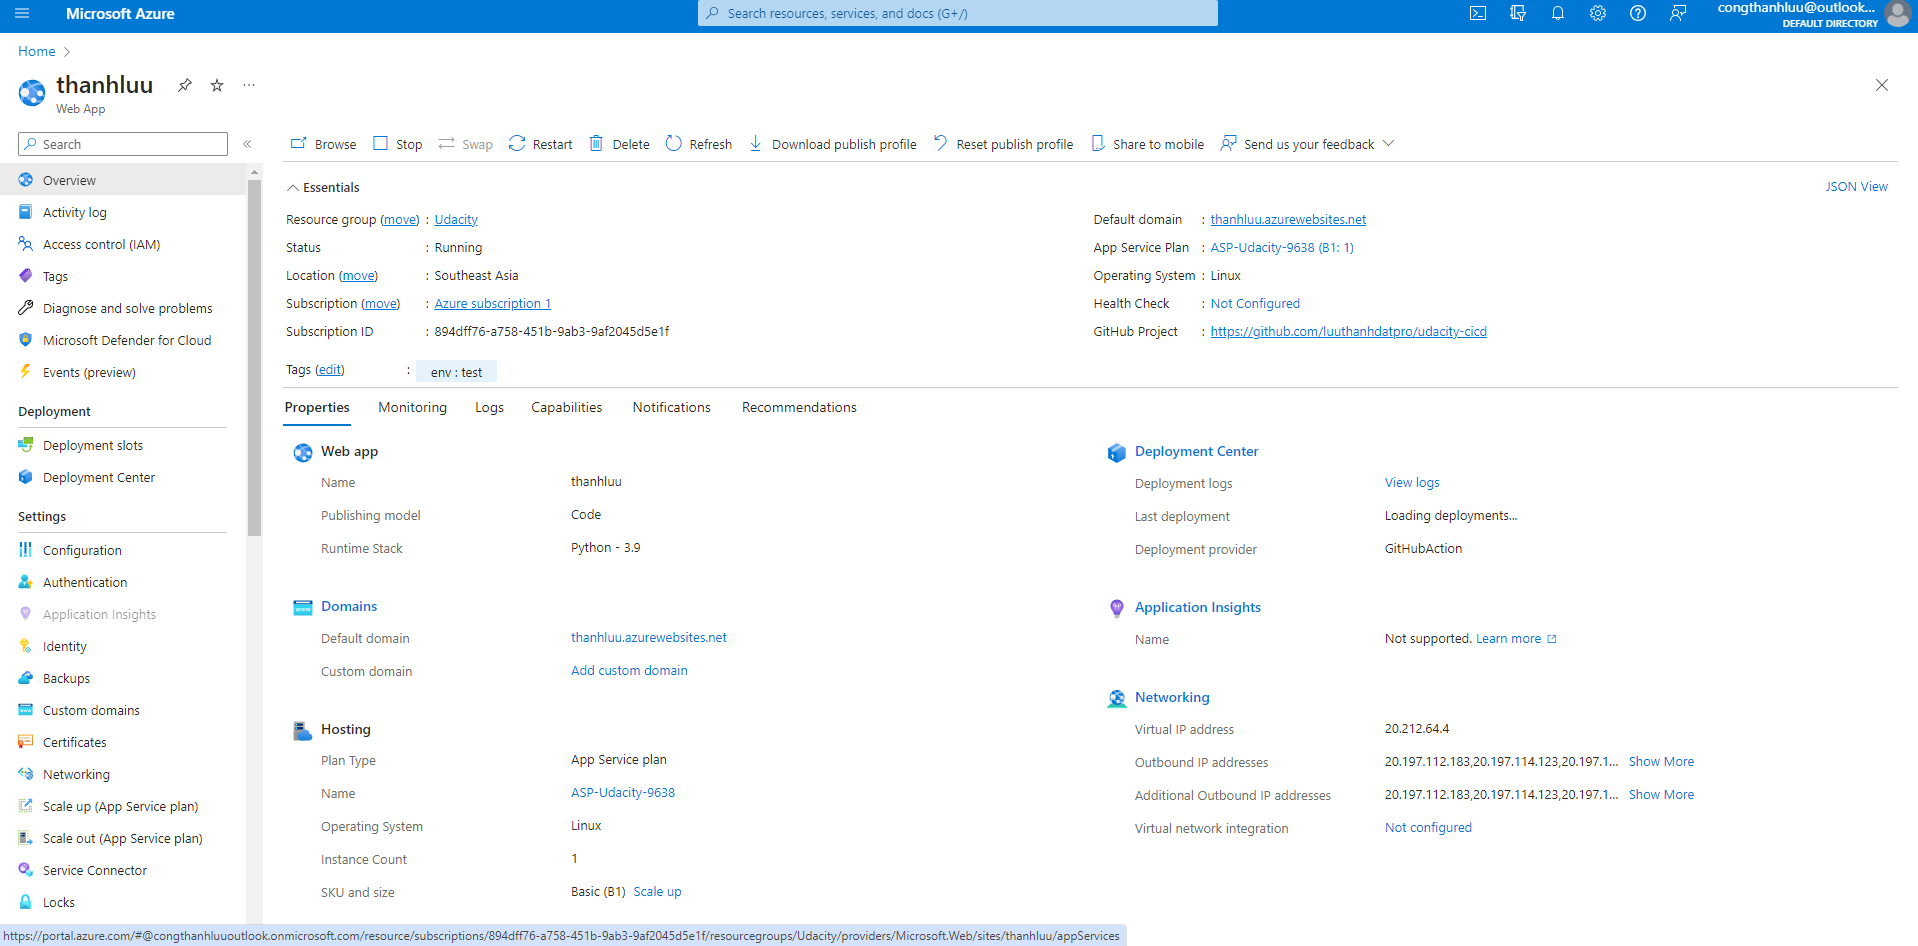 Microsoft Azure
Search resources, services, and docs (G+/)
congthanhluu@outlook...
DEFAULT DIRECTORY
Home
thanhluu
Web App
Search
Browse Stop Swap Restart Delete Refresh Download publish profile Reset publish profile Share to mobile Send us your feedback
Overview
Activity log
Access control (IAM)
Tags
Diagnose and solve problems
Microsoft Defender for Cloud
Events (preview)
Deployment
Deployment slots
Deployment Center
Settings
Configuration
Authentication
Application Insights
Identity
Backups
Custom domains
Certificates
Networking
Scale up (App Service plan)
Scale out (App Service plan)
Service Connector
Locks
Essentials
JSON View
Resource group (move) : Udacity
Status : Running
Location (move) : Southeast Asia
Subscription (move) : Azure subscription 1
Subscription ID : 894dff76-a758-451b-9ab3-9af2045d5e1f
Default domain : thanhluu.azurewebsites.net
App Service Plan : ASP-Udacity-9638 (B1: 1)
Operating System : Linux
Health Check : Not Configured
GitHub Project : https://github.com/luuthanhdatpro/udacity-cicd
Tags (edit) : env : test
Properties Monitoring Logs Capabilities Notifications Recommendations
Web app
Name thanhluu
Publishing model Code
Runtime Stack Python - 3.9
Domains
Default domain thanhluu.azurewebsites.net
Custom domain Add custom domain
Hosting
Plan Type App Service plan
Name ASP-Udacity-9638
Operating System Linux
Instance Count 1
SKU and size Basic (B1) Scale up
Deployment Center
Deployment logs View logs
Last deployment Loading deployments...
Deployment provider GitHubAction
Application Insights
Name Not supported. Learn more
Networking
Virtual IP address 20.212.64.4
Outbound IP addresses 20.197.112.183,20.197.114.123,20.197.1... Show More
Additional Outbound IP addresses 20.197.112.183,20.197.114.123,20.197.1... Show More
Virtual network integration Not configured
https://portal.azure.com/#@congthanhluuoutlook.onmicrosoft.com/resource/subscriptions/894dff76-a758-451b-9ab3-9af2045d5e1f/resourcegroups/Udacity/providers/Microsoft.Web/sites/thanhluu/appServices